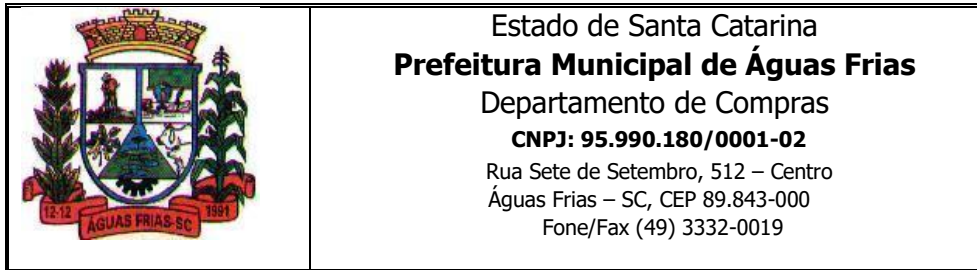 12-12
ÁGUAS FRIAS-SC
1991
Estado de Santa Catarina
Prefeitura Municipal de Águas Frias
Departamento de Compras
CNPJ: 95.990.180/0001-02
Rua Sete de Setembro, 512 – Centro
Águas Frias – SC, CEP 89.843-000
Fone/Fax (49) 3332-0019